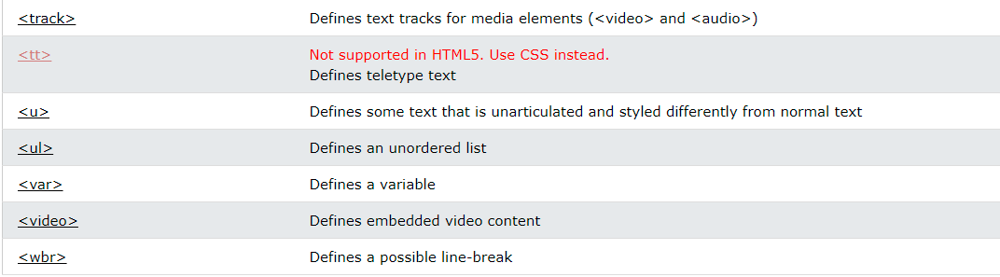 <track> Defines text tracks for media elements (<video> and <audio>)
<tt> Not supported in HTML5. Use CSS instead.
Defines teletype text
<u> Defines some text that is unarticulated and styled differently from normal text
<ul> Defines an unordered list
<var> Defines a variable
<video> Defines embedded video content
<wbr> Defines a possible line-break